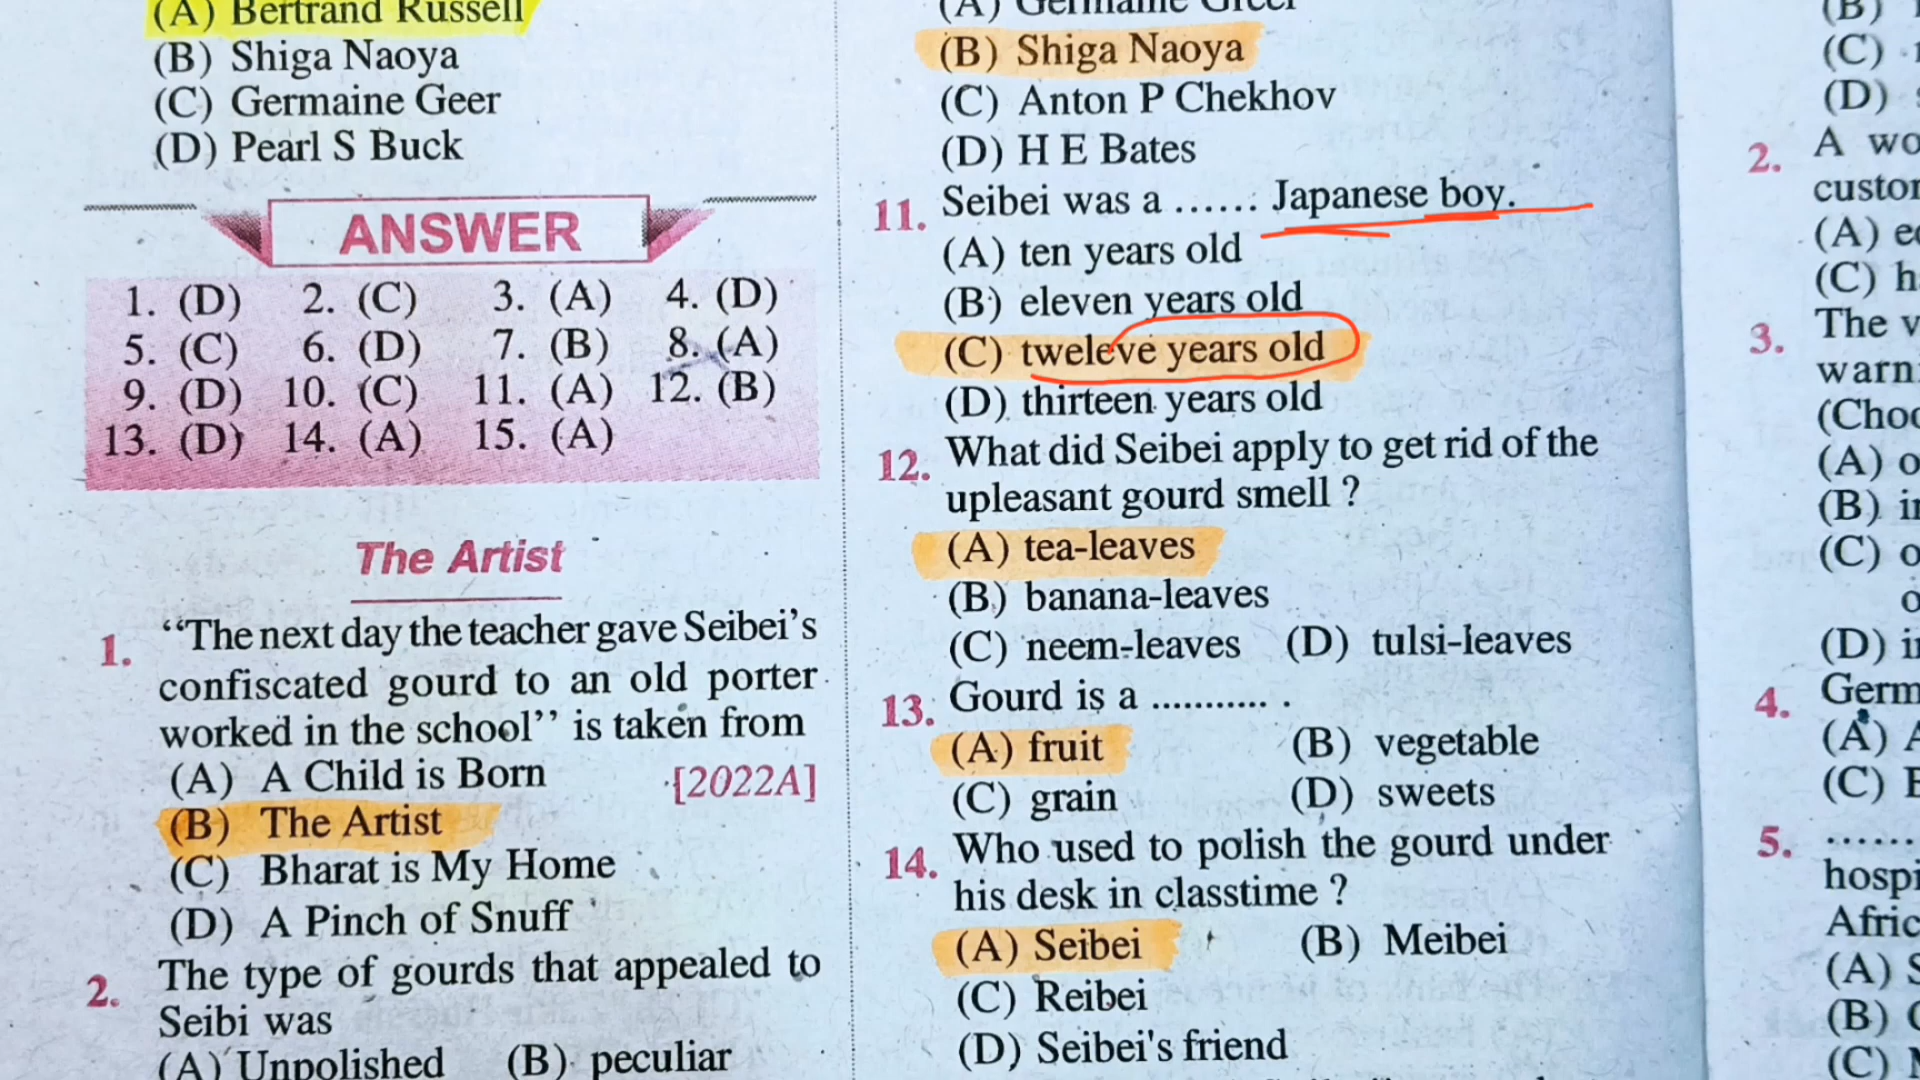 (A) Bertrand Russell
(B) Shiga Naoya
(C) Germaine Geer
(D) Pearl S Buck
ANSWER
1. (D) 2. (C) 3. (A) 4. (D)
5. (C) 6. (D) 7. (B) 8. (A)
9. (D) 10. (C) 11. (A) 12. (B)
13. (D) 14. (A) 15. (A)
The Artist
1. “The next day the teacher gave Seibei’s
confiscated gourd to an old porter
worked in the school” is taken from
(A) A Child is Born [2022A]
(B) The Artist
(C) Bharat is My Home
(D) A Pinch of Snuff
2. The type of gourds that appealed to
Seibi was
(A) Unpolished (B) peculiar
(A) Germaine Greer
(B) Shiga Naoya
(C) Anton P Chekhov
(D) H E Bates
11. Seibei was a ...... Japanese boy.
(A) ten years old
(B) eleven years old
(C) tweleve years old
(D) thirteen years old
12. What did Seibei apply to get rid of the
upleasant gourd smell ?
(A) tea-leaves
(B) banana-leaves
(C) neem-leaves (D) tulsi-leaves
13. Gourd is a ........... .
(A) fruit (B) vegetable
(C) grain (D) sweets
14. Who used to polish the gourd under
his desk in classtime ?
(A) Seibei (B) Meibei
(C) Reibei
(D) Seibei's friend
(B)
(C)
(D)
2. A
(A)
(C)
3. The
(A)
(B)
(C)
(D)
4.
(A)
(C)
5. ......
(A)
(B)
(C)